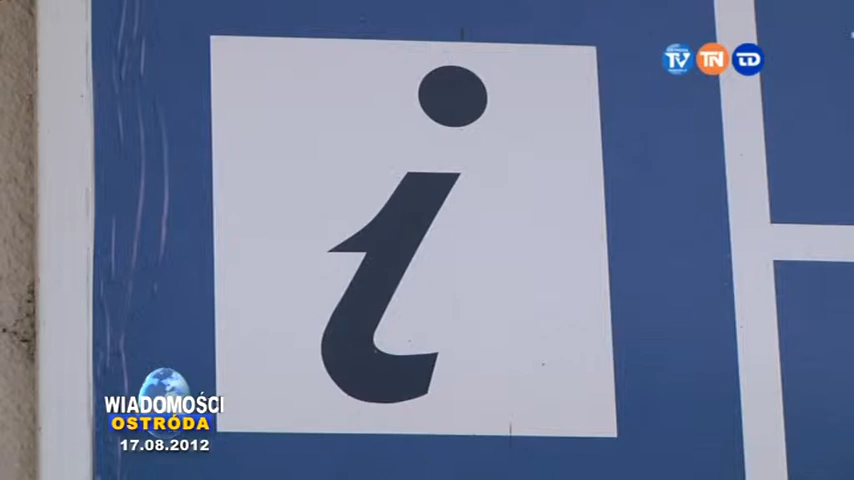 TV TN TD
i
WIADOMOŚCI
OSTRÓDA
17.08.2012